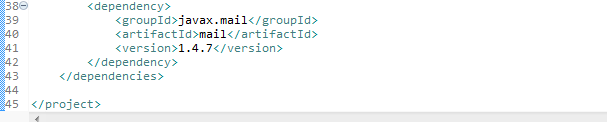 38 <dependency>
39 <groupId>javax.mail</groupId>
40 <artifactId>mail</artifactId>
41 <version>1.4.7</version>
42 </dependency>
43 </dependencies>
44
45 </project>